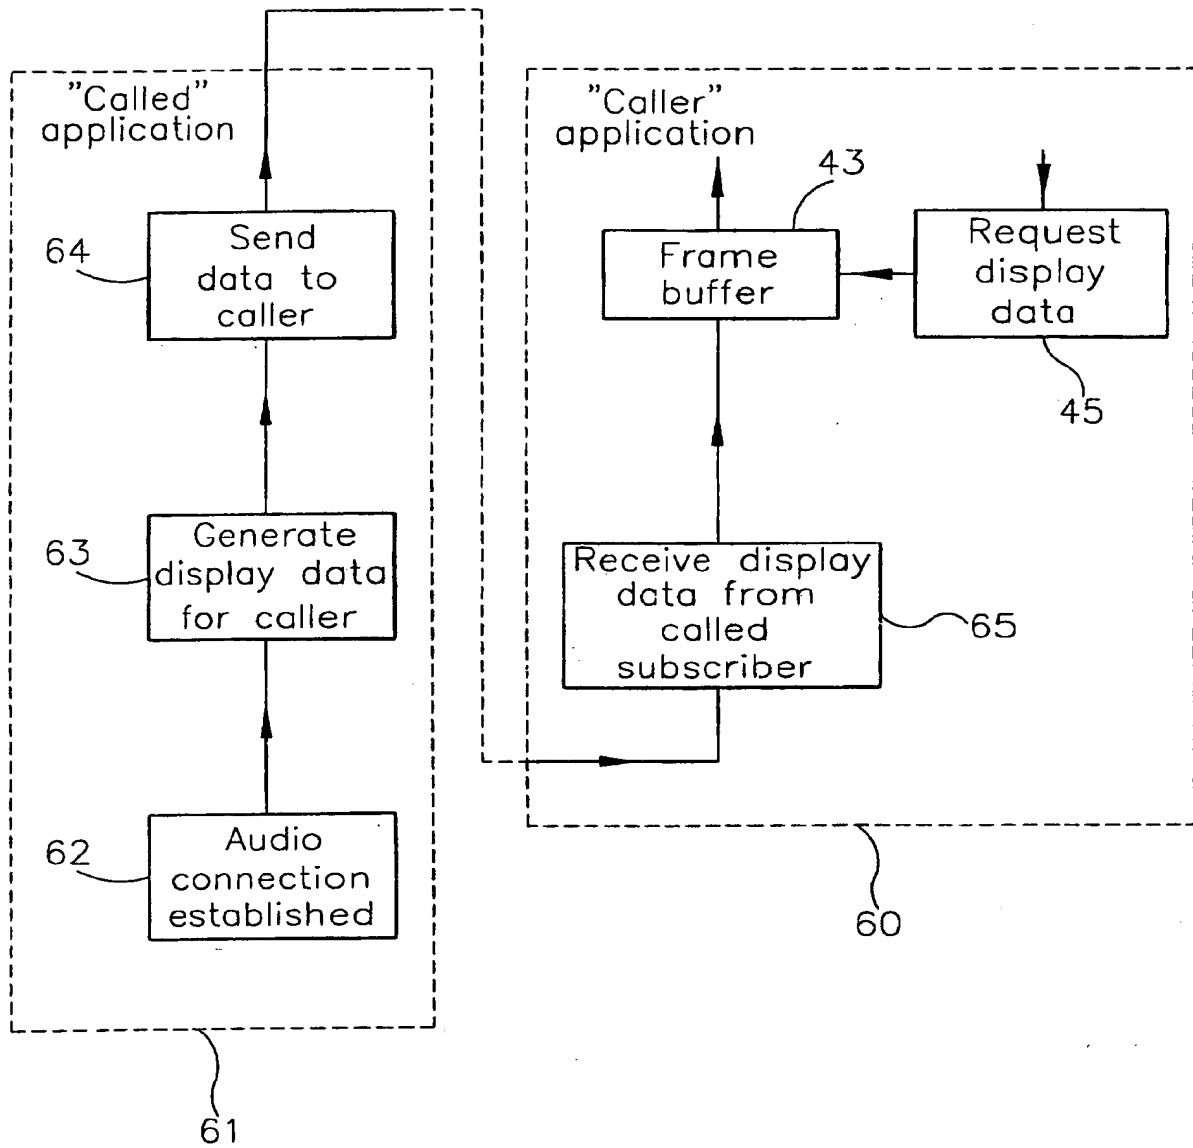 "Called"
application
64
Send
data to
caller
63
Generate
display data
for caller
62
Audio
connection
established
61
"Caller"
application
43
Frame
buffer
Request
display
data
45
Receive display
data from
called
subscriber
65
60